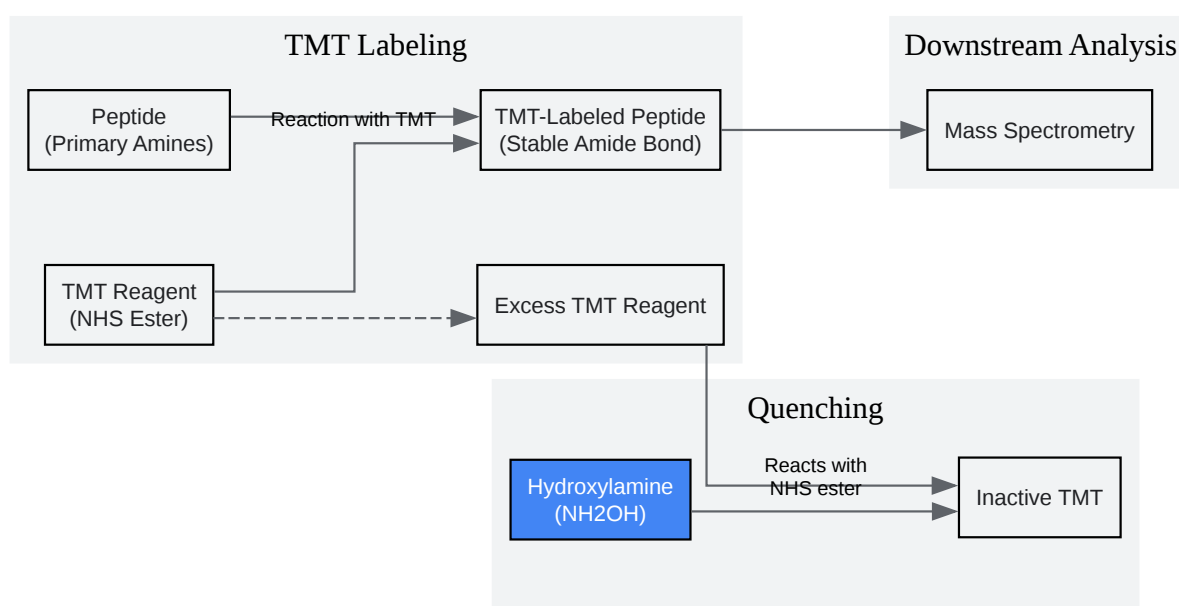 TMT Labeling
Downstream Analysis
Peptide
(Primary Amines)
Reaction with TMT
TMT-Labeled Peptide
(Stable Amide Bond)
Mass Spectrometry
TMT Reagent
(NHS Ester)
Excess TMT Reagent
Quenching
Hydroxylamine
(NH2OH)
Reacts with
NHS ester
Inactive TMT